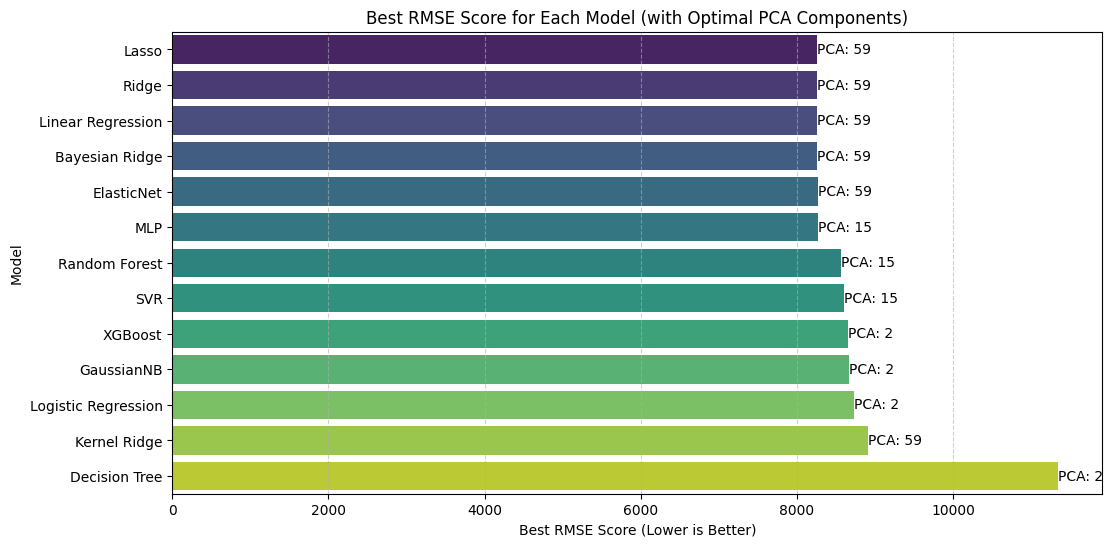 Best RMSE Score for Each Model (with Optimal PCA Components)
Model
Lasso PCA: 59
Ridge PCA: 59
Linear Regression PCA: 59
Bayesian Ridge PCA: 59
ElasticNet PCA: 59
MLP PCA: 15
Random Forest PCA: 15
SVR PCA: 15
XGBoost PCA: 2
GaussianNB PCA: 2
Logistic Regression PCA: 2
Kernel Ridge PCA: 59
Decision Tree PCA: 2
0 2000 4000 6000 8000 10000
Best RMSE Score (Lower is Better)